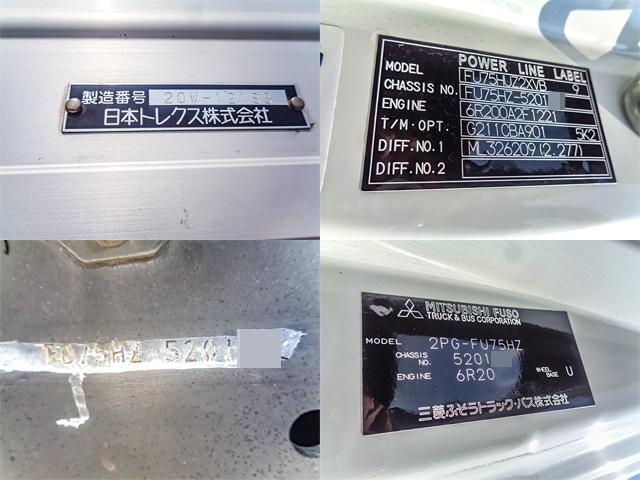 製造番号 20W-12153
日本トレクス株式会社
POWER LINE LABEL
MODEL FU75HUZ2XVB 9
CHASSIS NO. FU75HZ-5201
ENGINE 6R200A2F1221
T/M·OPT. G211CBA901 5K2
DIFF.NO.1 ML326209(2.277)
DIFF.NO.2
FU75HZ-5201
MITSUBISHI FUSO
TRUCK & BUS CORPORATION
MODEL 2PG-FU75HZ
CHASSIS NO. 5201
ENGINE 6R20
WHEEL BASE U
三菱ふそうトラック・バス株式会社